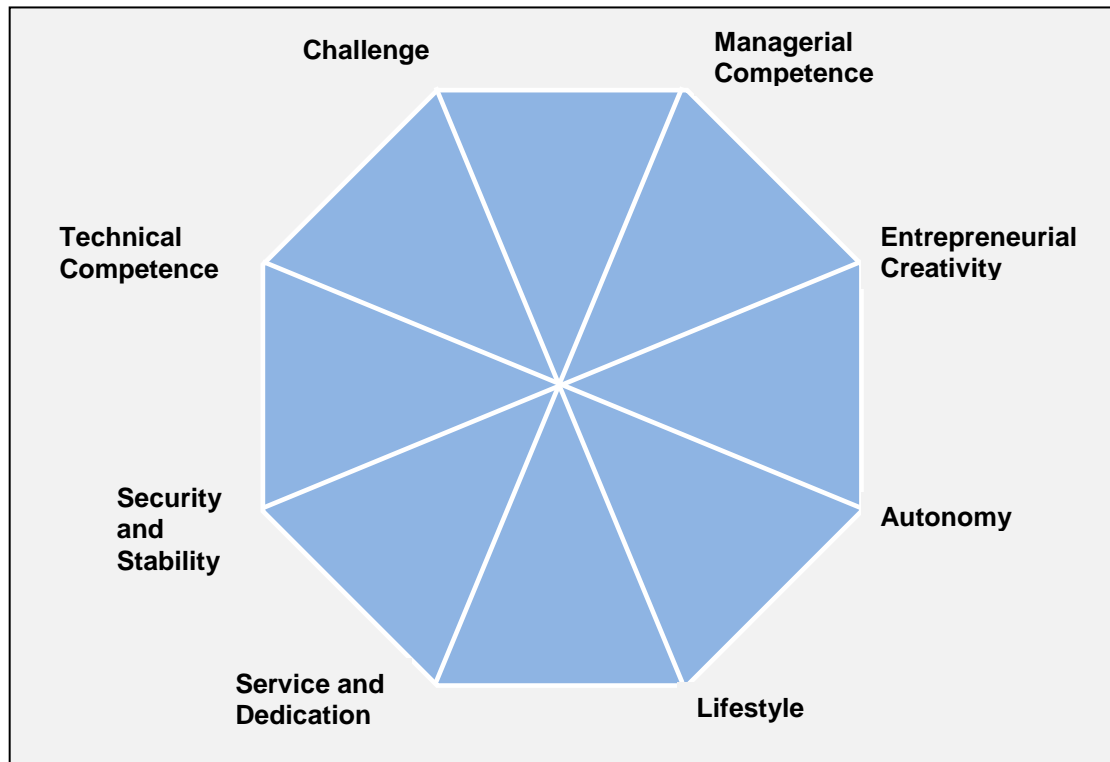 Challenge
Managerial
Competence
Technical
Competence
Entrepreneurial
Creativity
Security
and
Stability
Autonomy
Service and
Dedication
Lifestyle